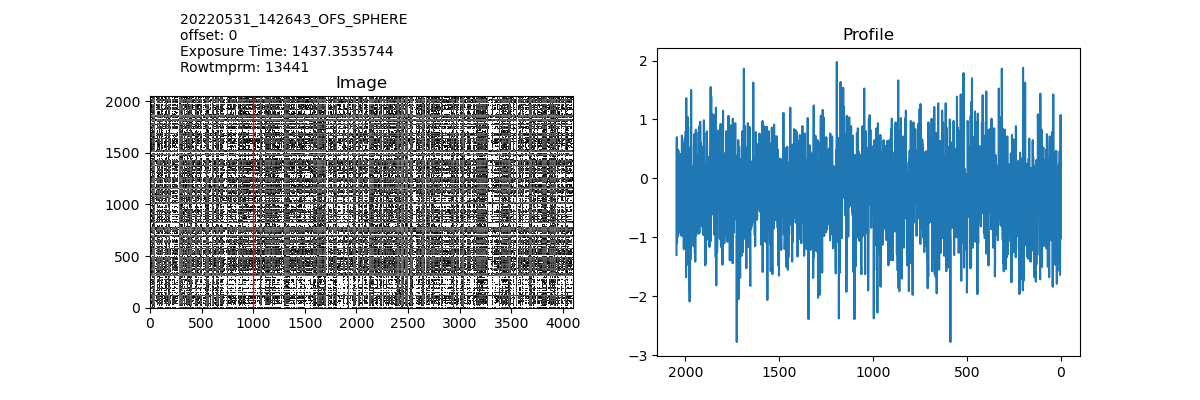 20220531_142643_OFS_SPHERE
offset: 0
Exposure Time: 1437.3535744
Rowtmprm: 13441
Image
2000
1500
1000
500
0
0 500 1000 1500 2000 2500 3000 3500 4000
Profile
2
1
0
−1
−2
−3
2000 1500 1000 500 0